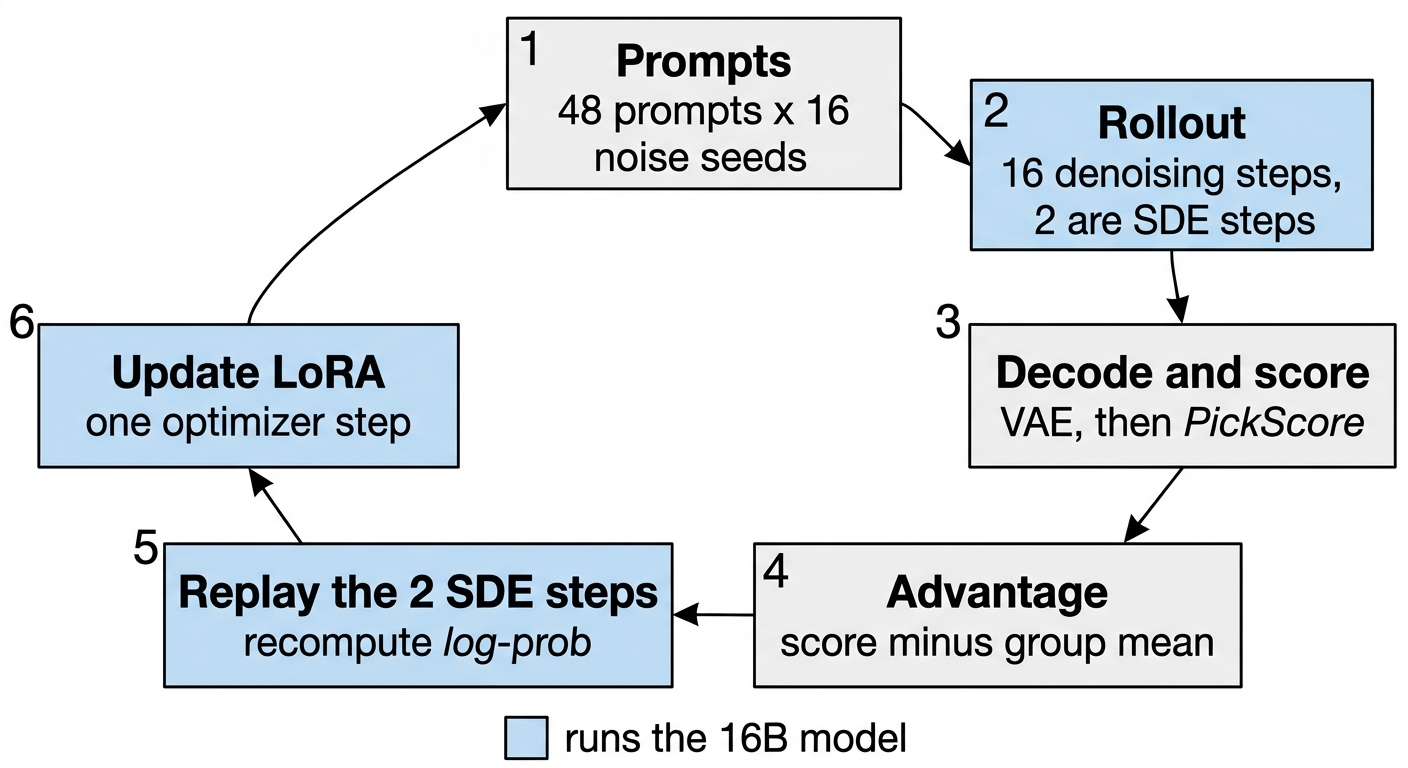 1
Prompts
48 prompts x 16
noise seeds
2
Rollout
16 denoising steps,
2 are SDE steps
3
Decode and score
VAE, then PickScore
4
Advantage
score minus group mean
5
Replay the 2 SDE steps
recompute log-prob
6
Update LoRA
one optimizer step
runs the 16B model